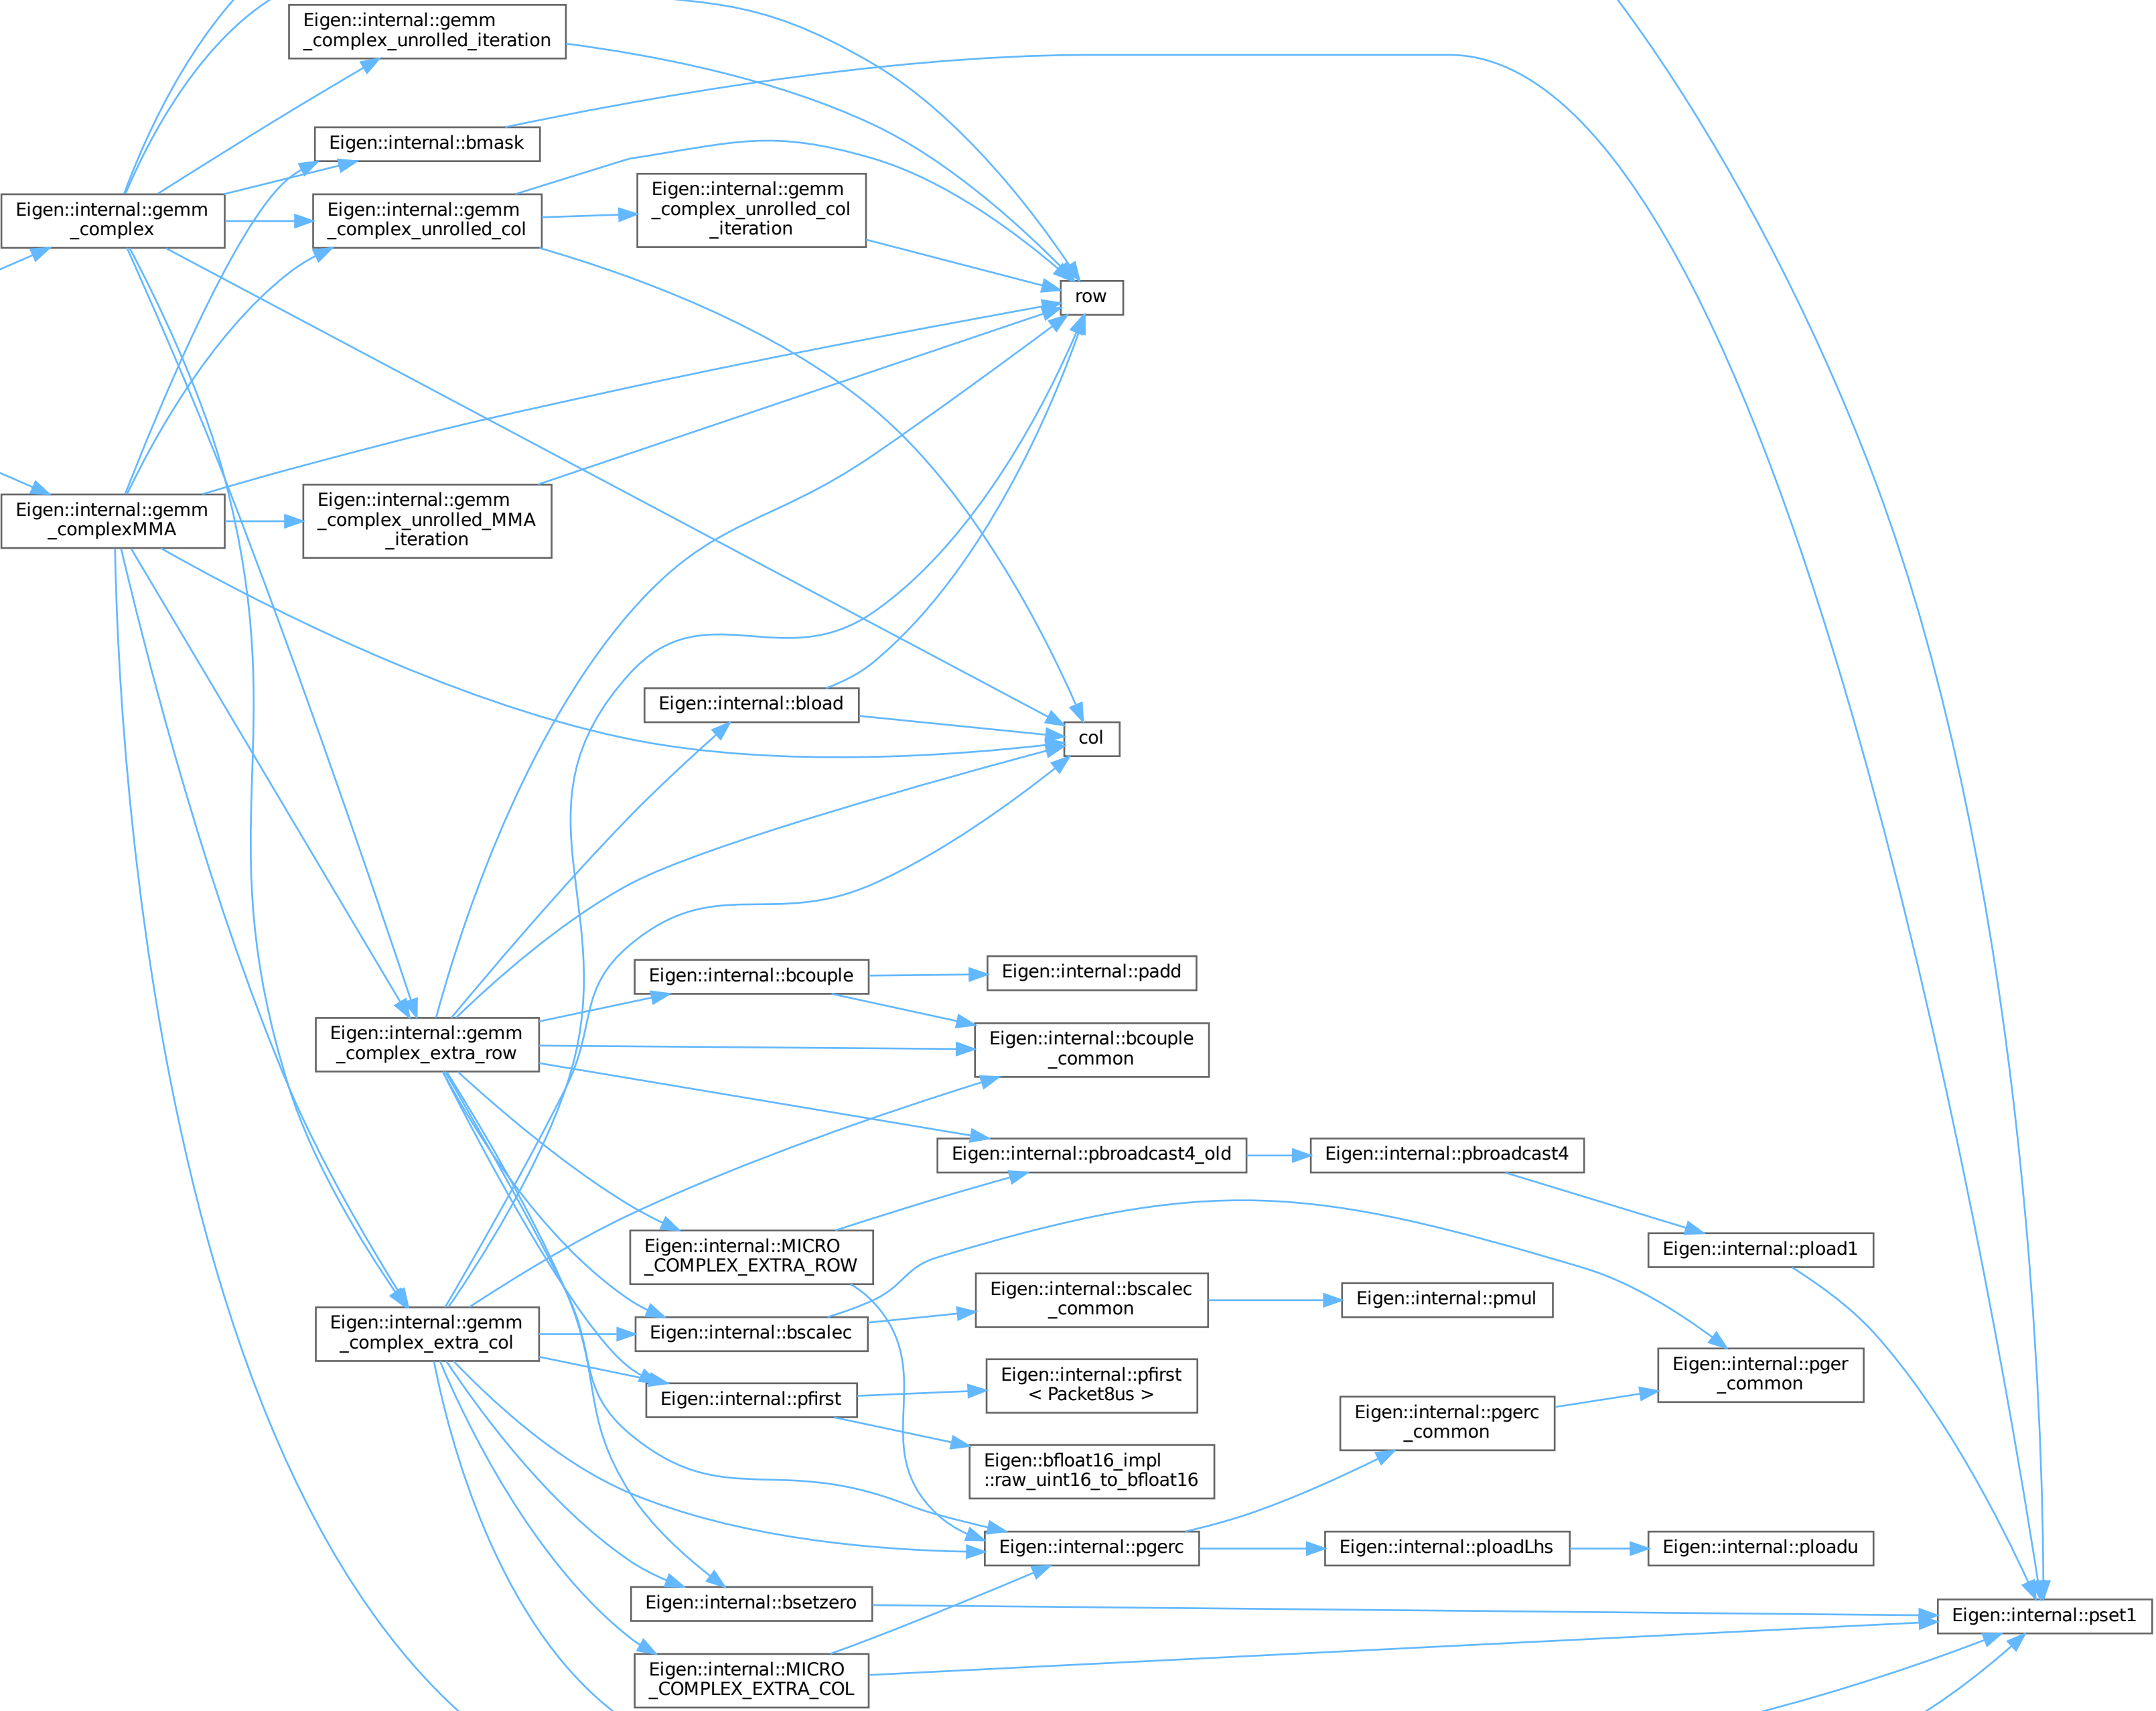 Eigen::internal::gemm
_complex_unrolled_iteration
Eigen::internal::bmask
Eigen::internal::gemm
_complex
Eigen::internal::gemm
_complex_unrolled_col
Eigen::internal::gemm
_complex_unrolled_col
_iteration
row
Eigen::internal::gemm
_complexMMA
Eigen::internal::gemm
_complex_unrolled_MMA
_iteration
Eigen::internal::bload
col
Eigen::internal::bcouple
Eigen::internal::padd
Eigen::internal::gemm
_complex_extra_row
Eigen::internal::bcouple
_common
Eigen::internal::pbroadcast4_old
Eigen::internal::pbroadcast4
Eigen::internal::MICRO
_COMPLEX_EXTRA_ROW
Eigen::internal::pload1
Eigen::internal::bscalec
_common
Eigen::internal::pmul
Eigen::internal::gemm
_complex_extra_col
Eigen::internal::bscalec
Eigen::internal::pger
_common
Eigen::internal::pfirst
Eigen::internal::pfirst
< Packet8us >
Eigen::internal::pgerc
_common
Eigen::bfloat16_impl
::raw_uint16_to_bfloat16
Eigen::internal::pgerc
Eigen::internal::ploadLhs
Eigen::internal::ploadu
Eigen::internal::bsetzero
Eigen::internal::pset1
Eigen::internal::MICRO
_COMPLEX_EXTRA_COL